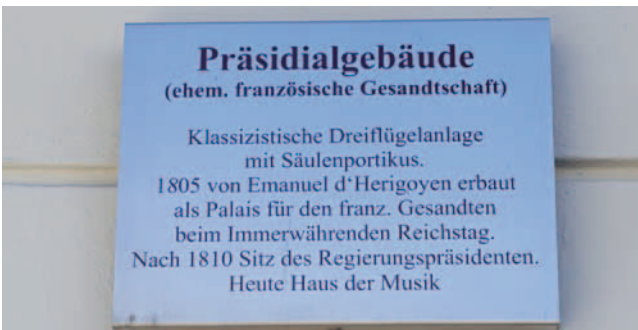 Präsidialgebäude
(ehem. französische Gesandtschaft)
Klassizistische Dreiflügelanlage
mit Säulenportikus.
1805 von Emanuel d'Herigoyen erbaut
als Palais für den franz. Gesandten
beim Immerwährenden Reichstag.
Nach 1810 Sitz des Regierungspräsidenten.
Heute Haus der Musik